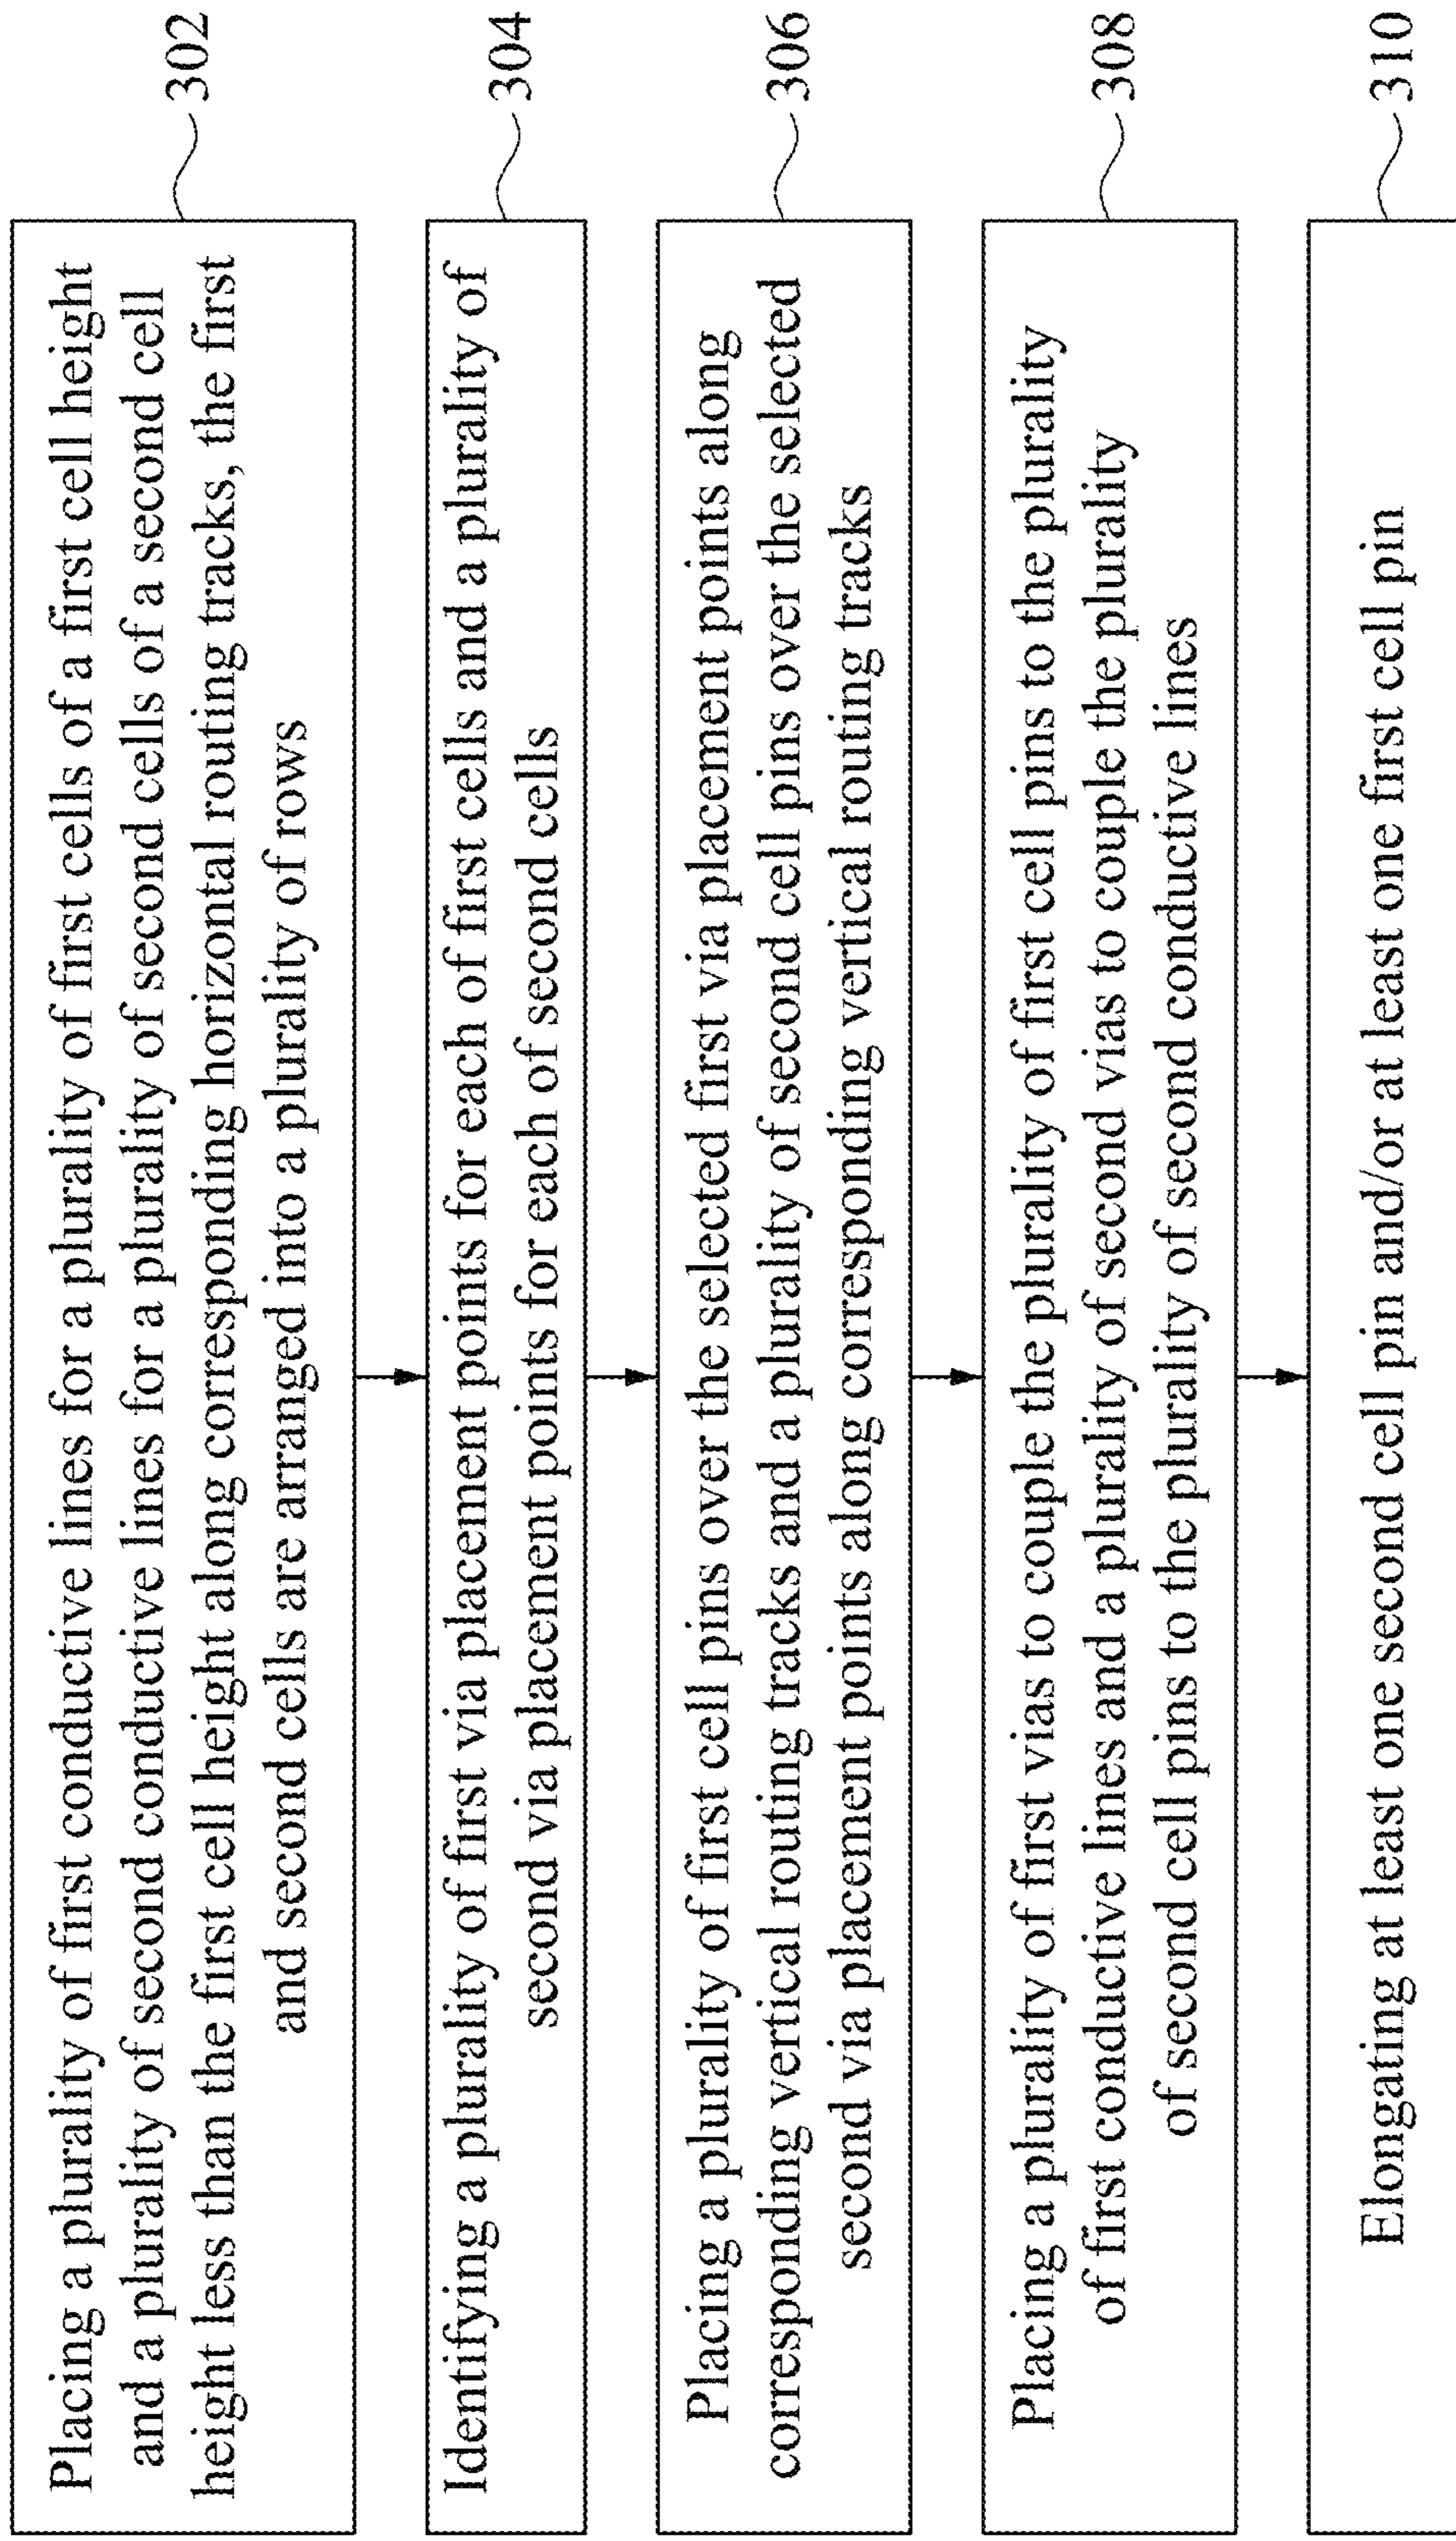 Placing a plurality of first conductive lines for a plurality of first cells of a first cell height
and a plurality of second conductive lines for a plurality of second cells of a second cell
height less than the first cell height along corresponding horizontal routing tracks, the first
and second cells are arranged into a plurality of rows
302
Identifying a plurality of first via placement points for each of first cells and a plurality of
second via placement points for each of second cells
304
Placing a plurality of first cell pins over the selected first via placement points along
corresponding vertical routing tracks and a plurality of second cell pins over the selected
second via placement points along corresponding vertical routing tracks
306
Placing a plurality of first vias to couple the plurality of first cell pins to the plurality
of first conductive lines and a plurality of second vias to couple the plurality
of second cell pins to the plurality of second conductive lines
308
Elongating at least one second cell pin and/or at least one first cell pin
310